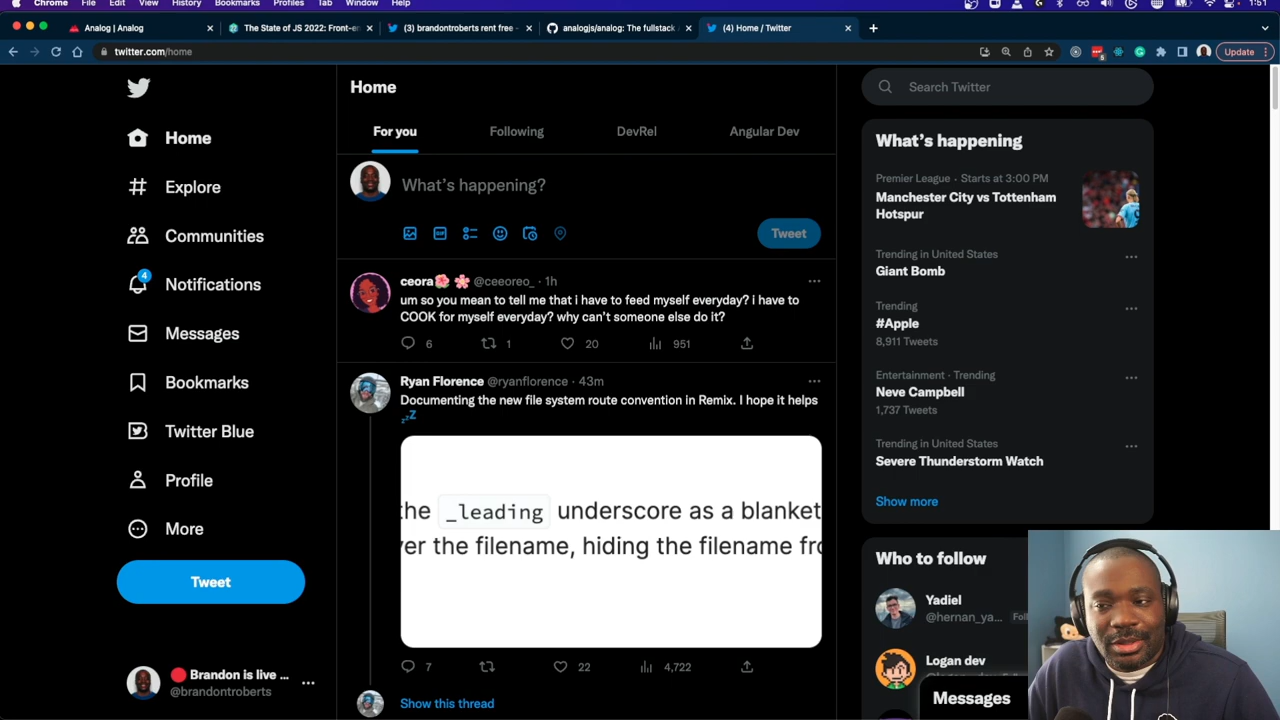 Chrome File Edit View History Bookmarks Profiles Tab Window Help 1:51
Analog | Analog
The State of JS 2022: Front-en
(3) brandontroberts rent free -
analogjs/analog: The fullstack
(4) Home / Twitter
twitter.com/home
5
Update
Home
Explore
Communities
4
Notifications
Messages
Bookmarks
Twitter Blue
Profile
More
Tweet
Brandon is live ...
@brandontroberts
Home
For you
Following
DevRel
Angular Dev
What's happening?
GIF
Tweet
ceora @ceeoreo_ · 1h
um so you mean to tell me that i have to feed myself everyday? i have to
COOK for myself everyday? why can't someone else do it?
6 1 20 951
Ryan Florence @ryanflorence · 43m
Documenting the new file system route convention in Remix. I hope it helps
the _leading underscore as a blanket
ver the filename, hiding the filename fro
7 22 4,722
Show this thread
Search Twitter
What's happening
Premier League · Starts at 3:00 PM
Manchester City vs Tottenham
Hotspur
Trending in United States
Giant Bomb
Trending
#Apple
8,911 Tweets
Entertainment · Trending
Neve Campbell
1,737 Tweets
Trending in United States
Severe Thunderstorm Watch
Show more
Who to follow
Yadiel
@hernan_ya...
Foll
Logan dev
Messages